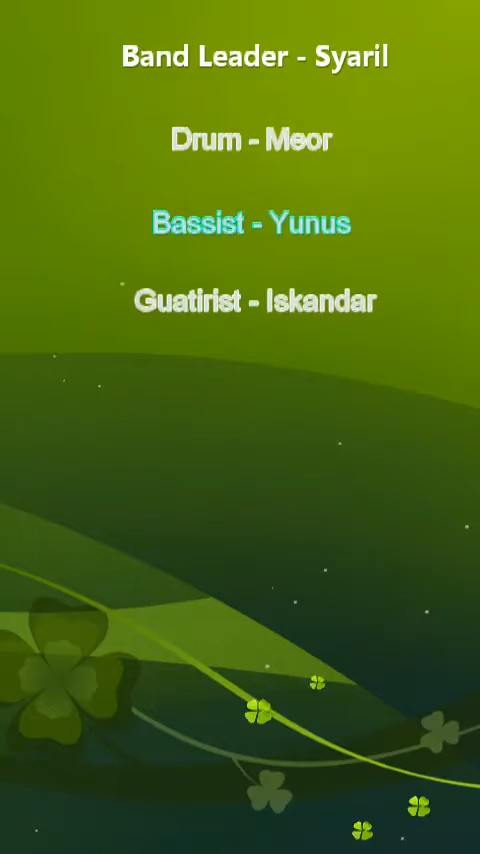 Band Leader - Syaril
Drum - Meor
Bassist - Yunus
Guatirist - Iskandar